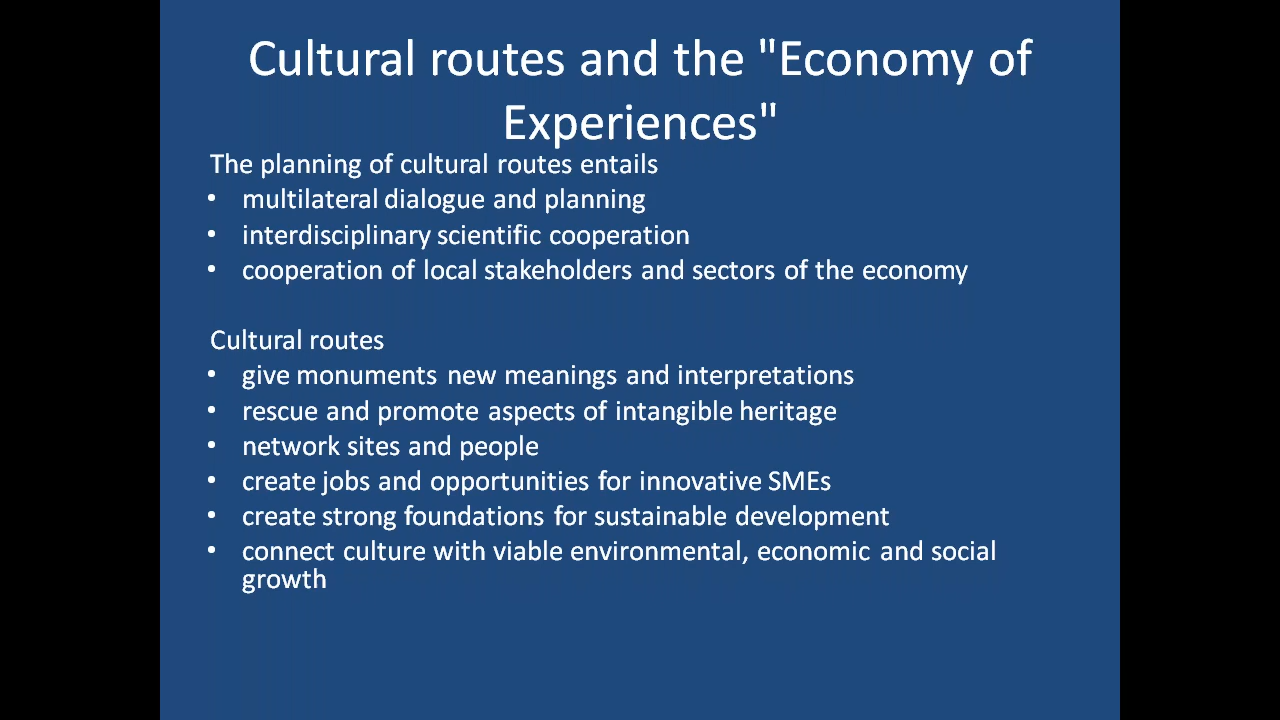 Cultural routes and the "Economy of
Experiences"
The planning of cultural routes entails
• multilateral dialogue and planning
• interdisciplinary scientific cooperation
• cooperation of local stakeholders and sectors of the economy
Cultural routes
• give monuments new meanings and interpretations
• rescue and promote aspects of intangible heritage
• network sites and people
• create jobs and opportunities for innovative SMEs
• create strong foundations for sustainable development
• connect culture with viable environmental, economic and social
growth